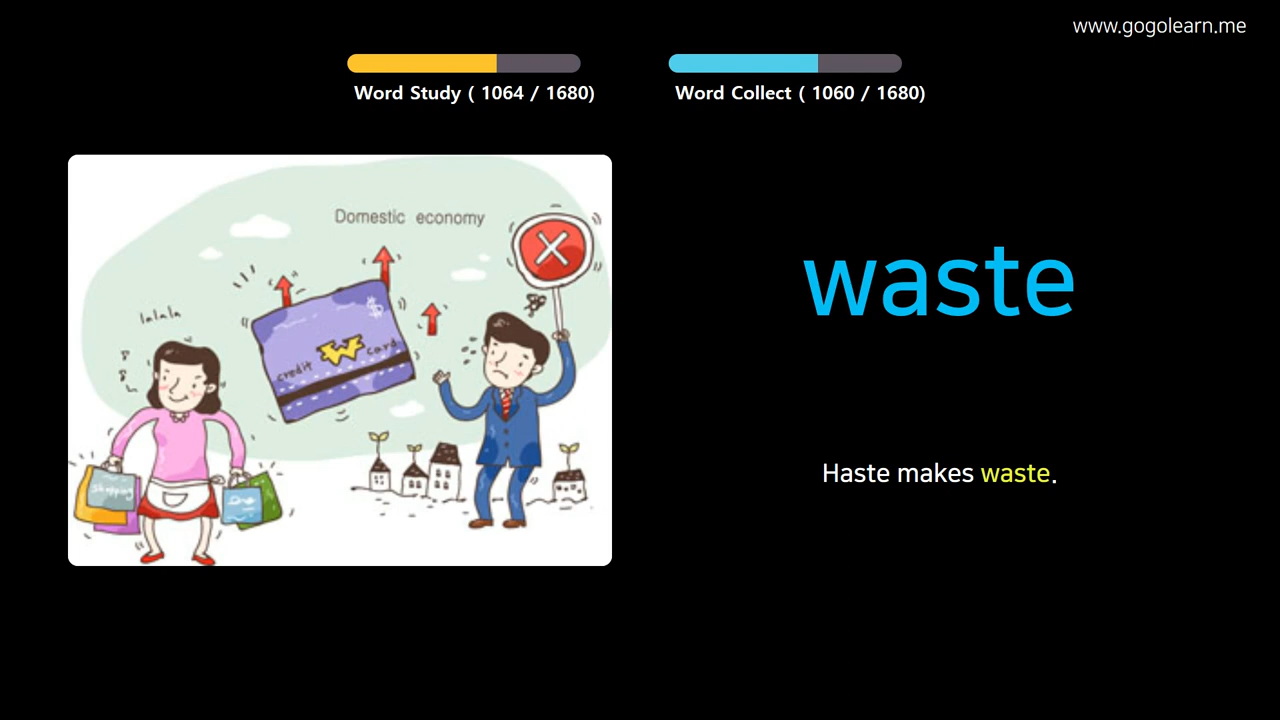 www.gogolearn.me
Word Study ( 1064 / 1680)
Word Collect ( 1060 / 1680)
Domestic economy
lalala
credit W card
shopping
waste
Haste makes waste.